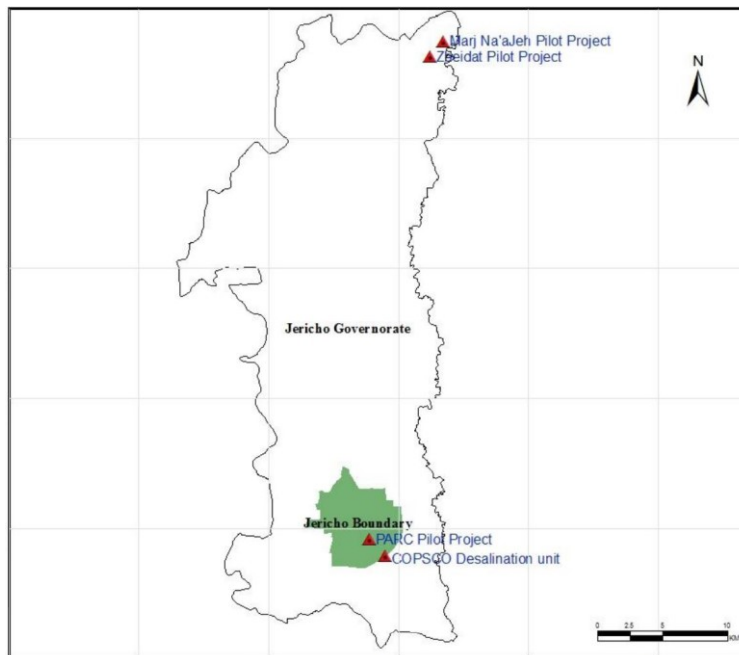 Marj Na'aJeh Pilot Project
Zbeidat Pilot Project
N
Jericho Governorate
Jericho Boundary
PARC Pilot Project
COPSCO Desalination unit
0 2.5 5 10
KM